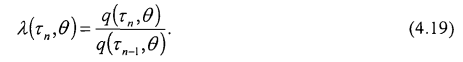 λ(τₙ,θ) = q(τₙ,θ) / q(τₙ₋₁,θ). (4.19)